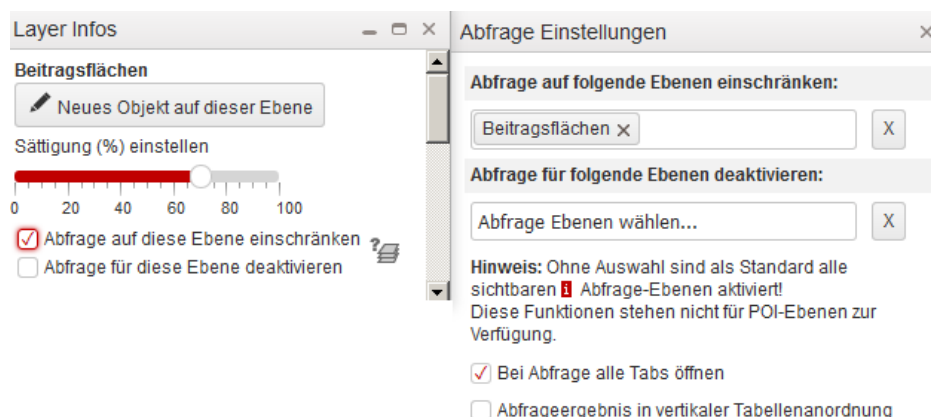 Layer Infos
Beitragsflächen
Neues Objekt auf dieser Ebene
Sättigung (%) einstellen
0 20 40 60 80 100
Abfrage auf diese Ebene einschränken ?
Abfrage für diese Ebene deaktivieren
Abfrage Einstellungen
Abfrage auf folgende Ebenen einschränken:
Beitragsflächen x X
Abfrage für folgende Ebenen deaktivieren:
Abfrage Ebenen wählen... X
Hinweis: Ohne Auswahl sind als Standard alle
sichtbaren i Abfrage-Ebenen aktiviert!
Diese Funktionen stehen nicht für POI-Ebenen zur
Verfügung.
Bei Abfrage alle Tabs öffnen
Abfrageergebnis in vertikaler Tabellenanordnung